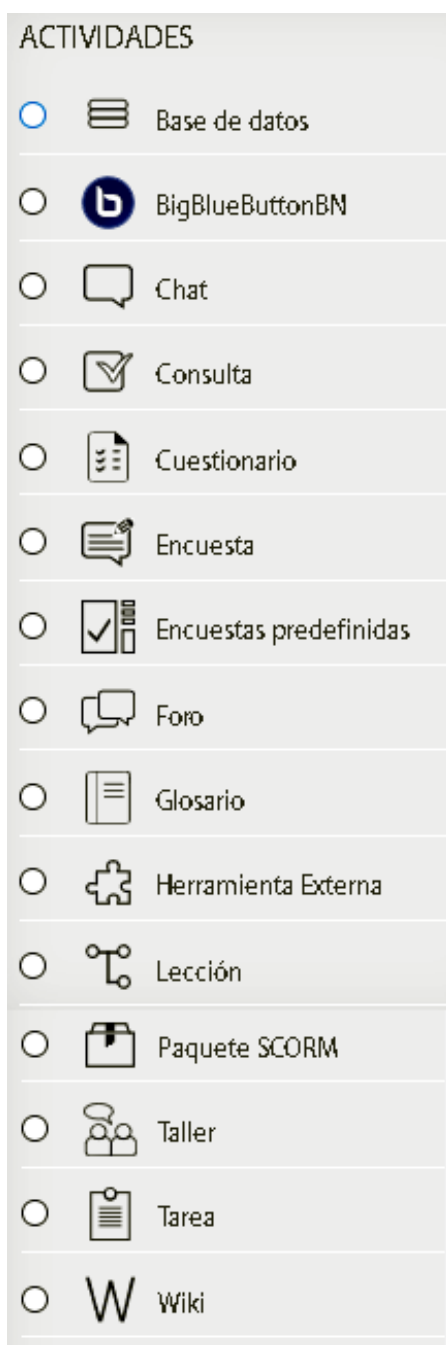 ACTIVIDADES
Base de datos
BigBlueButtonBN
Chat
Consulta
Cuestionario
Encuesta
Encuestas predefinidas
Foro
Glosario
Herramienta Externa
Lección
Paquete SCORM
Taller
Tarea
Wiki